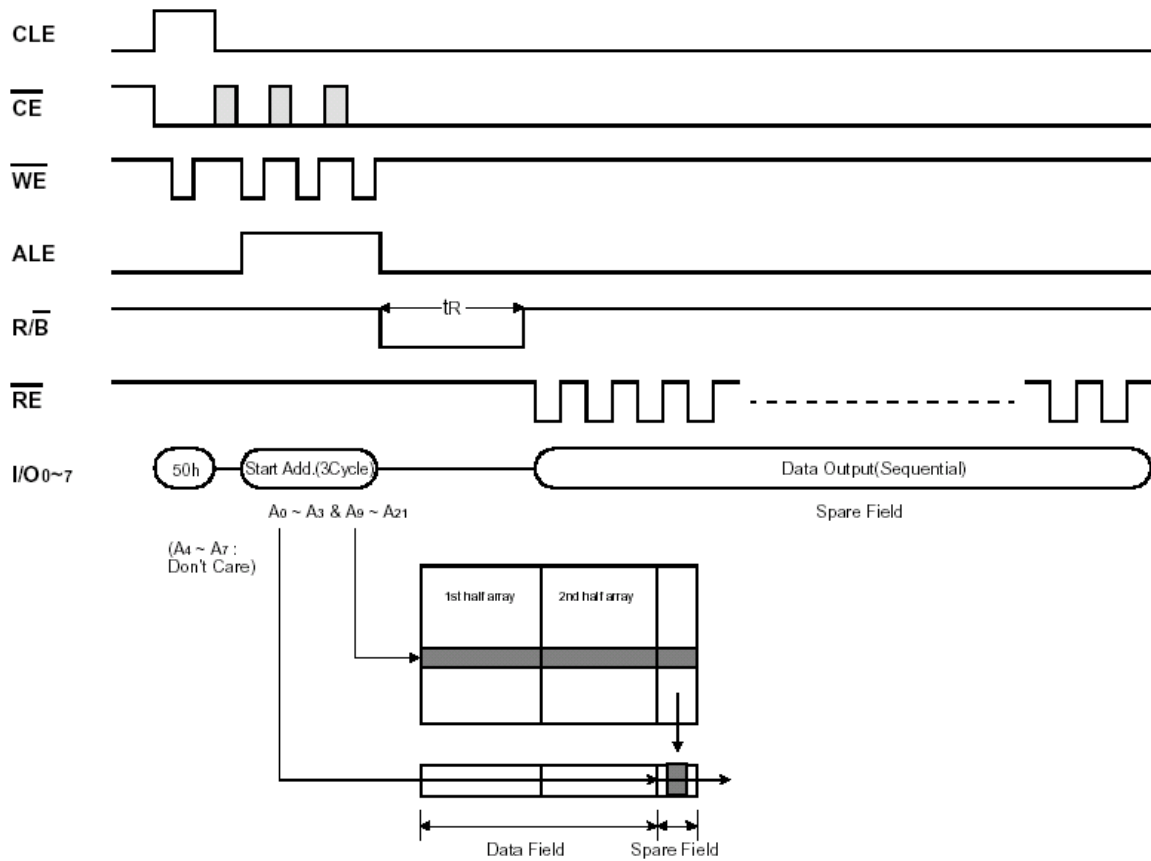 CLE
CE
WE
ALE
R/B
tR
RE
I/O0~7
50h
Start Add.(3Cycle)
Data Output(Sequential)
A0 ~ A3 & A9 ~ A21
Spare Field
(A4 ~ A7 :
Don't Care)
1st half array
2nd half array
Data Field
Spare Field